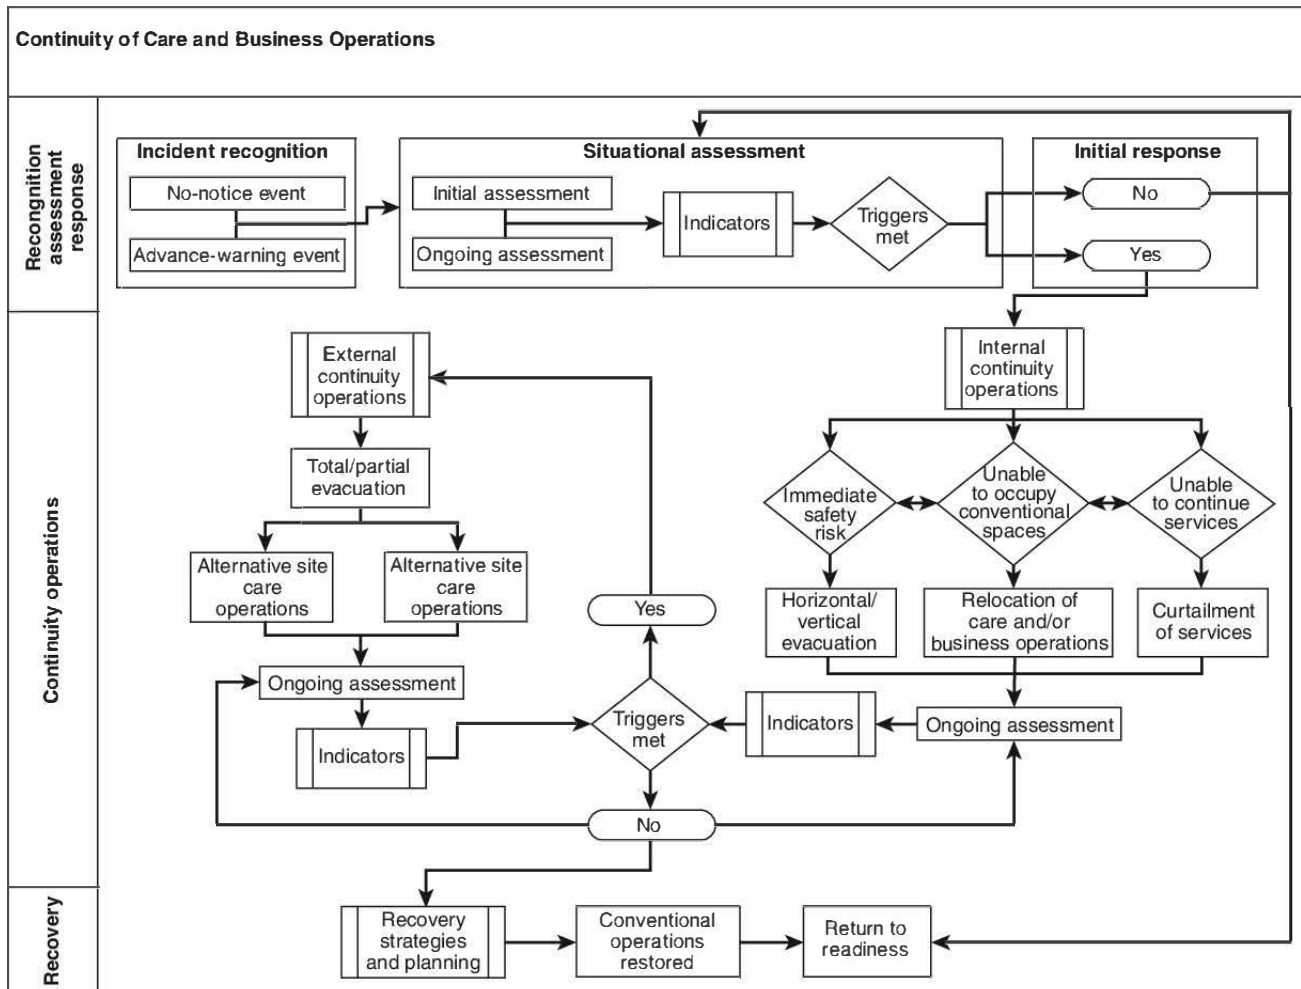 Continuity of Care and Business Operations
Recongnition
assessment
response
Incident recognition
No-notice event
Advance-warning event
Situational assessment
Initial assessment
Ongoing assessment
Indicators
Triggers
met
Initial response
No
Yes
Continuity operations
External
continuity
operations
Total/partial
evacuation
Alternative site
care
operations
Alternative site
care
operations
Ongoing assessment
Indicators
Yes
Triggers
met
No
Internal
continuity
operations
Immediate
safety
risk
Unable
to occupy
conventional
spaces
Unable
to continue
services
Horizontal/
vertical
evacuation
Relocation of
care and/or
business operations
Curtailment
of services
Indicators
Ongoing assessment
Recovery
Recovery
strategies
and planning
Conventional
operations
restored
Return to
readiness